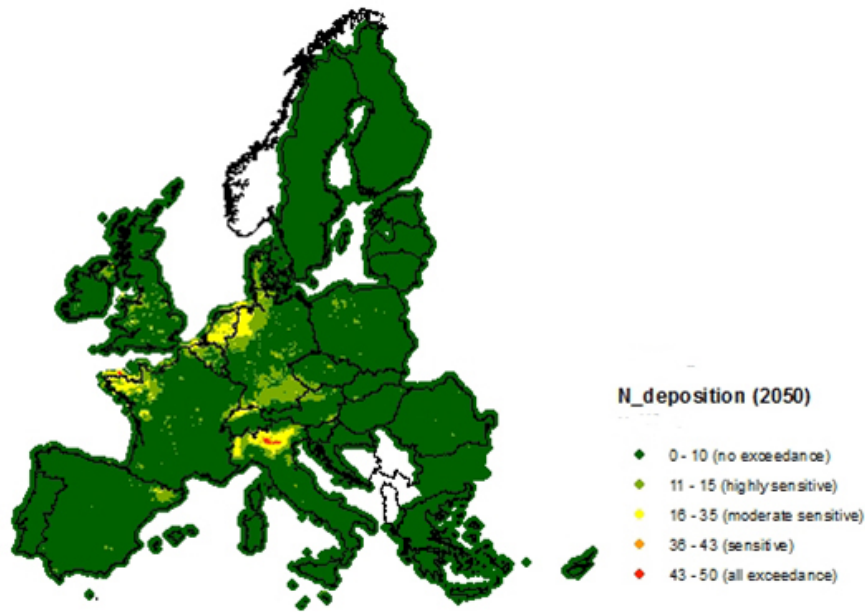 N_deposition (2050)
0 - 10 (no exceedance)
11 - 15 (highly sensitive)
16 - 35 (moderate sensitive)
36 - 43 (sensitive)
43 - 50 (all exceedance)